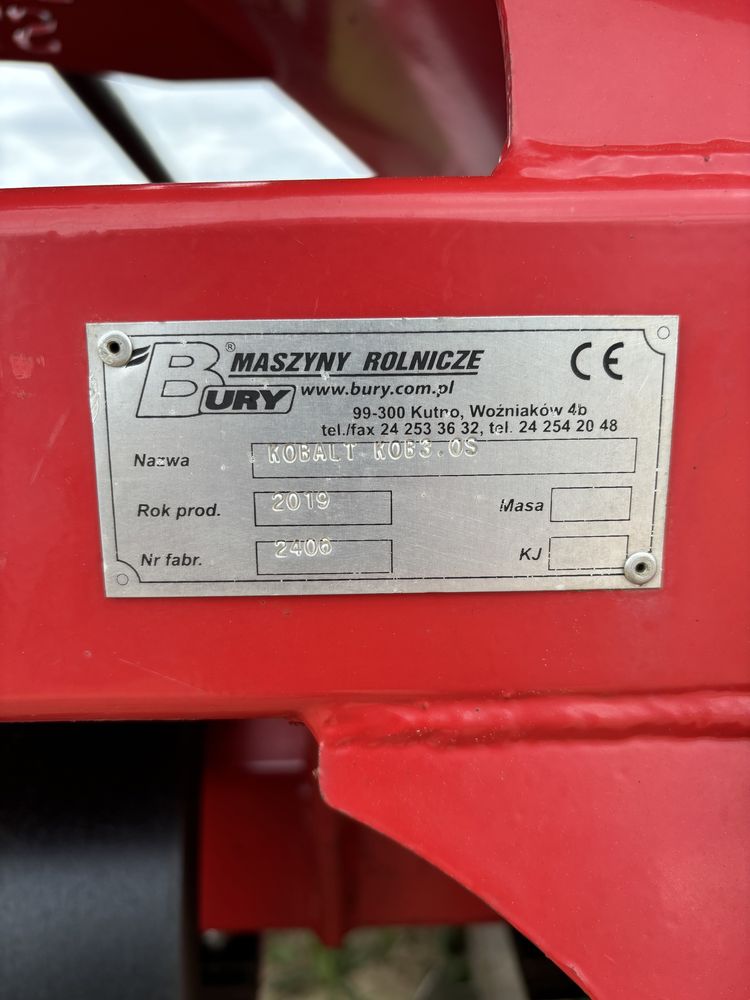 BURY® MASZYNY ROLNICZE CE
www.bury.com.pl
99-300 Kutno, Woźniaków 4b
tel./fax 24 253 36 32, tel. 24 254 20 48
Nazwa KOBALT KOB3.0S
Rok prod. 2019 Masa
Nr fabr. 2406 KJ